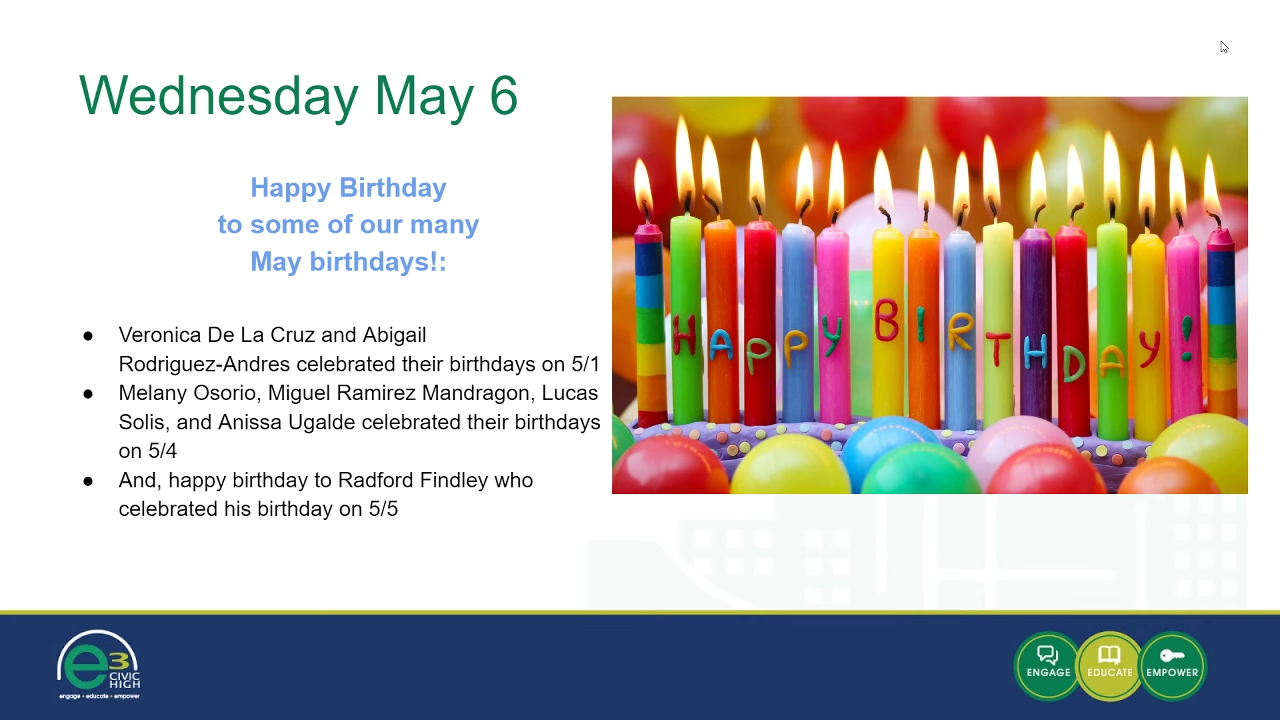 Wednesday May 6
Happy Birthday
to some of our many
May birthdays!:
● Veronica De La Cruz and Abigail
Rodriguez-Andres celebrated their birthdays on 5/1
● Melany Osorio, Miguel Ramirez Mandragon, Lucas
Solis, and Anissa Ugalde celebrated their birthdays
on 5/4
● And, happy birthday to Radford Findley who
celebrated his birthday on 5/5
HAPPY BIRTHDAY!
e3
CIVIC
HIGH
engage • educate • empower
ENGAGE
EDUCATE
EMPOWER